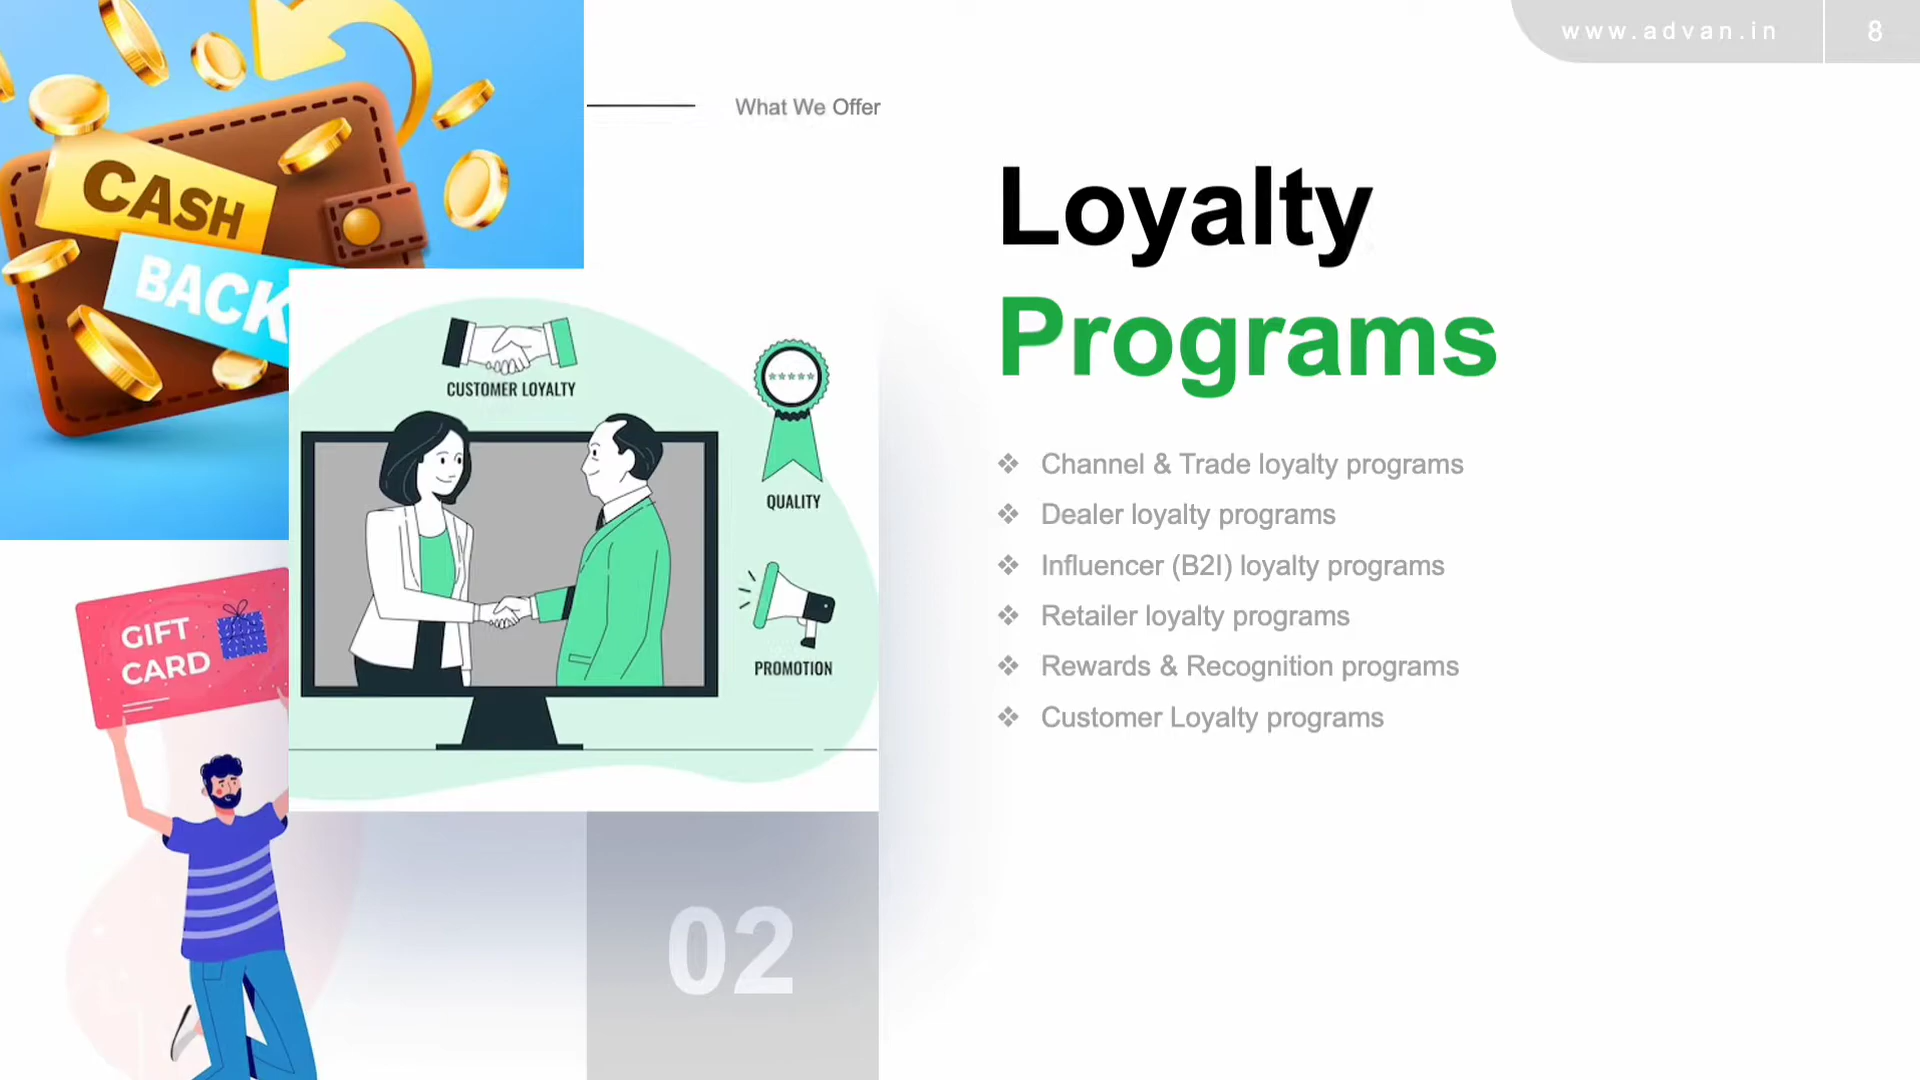 www.advan.in
8
What We Offer
CASH
BACK
Loyalty
Programs
CUSTOMER LOYALTY
QUALITY
PROMOTION
GIFT
CARD
❖ Channel & Trade loyalty programs
❖ Dealer loyalty programs
❖ Influencer (B2I) loyalty programs
❖ Retailer loyalty programs
❖ Rewards & Recognition programs
❖ Customer Loyalty programs
02